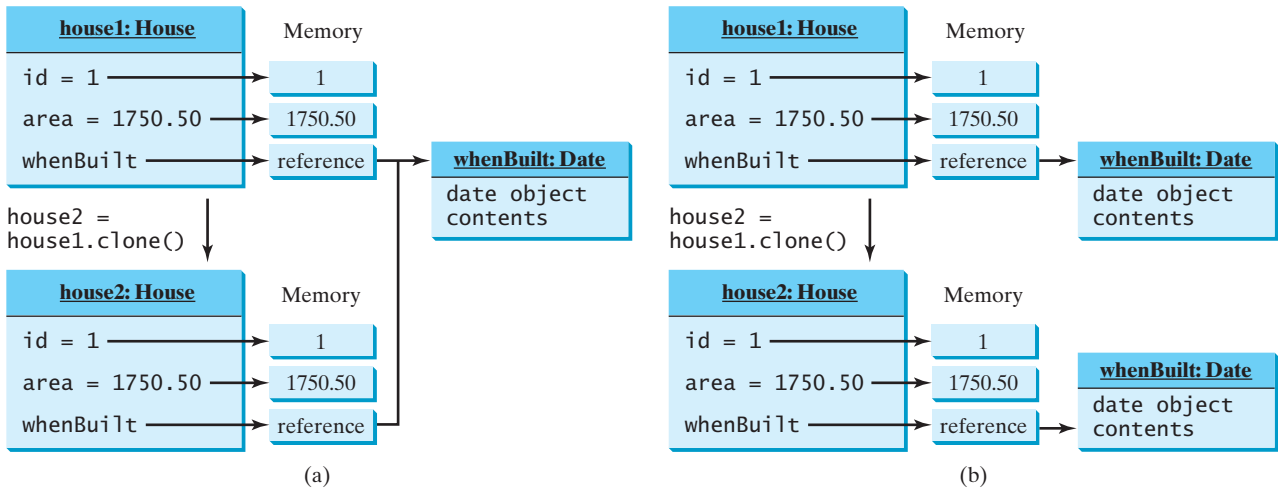 house1: House
Memory
id = 1
1
area = 1750.50
1750.50
whenBuilt
reference
whenBuilt: Date
date object
contents
house2 =
house1.clone()
house2: House
Memory
id = 1
1
area = 1750.50
1750.50
whenBuilt
reference
(a)
house1: House
Memory
id = 1
1
area = 1750.50
1750.50
whenBuilt
reference
whenBuilt: Date
date object
contents
house2 =
house1.clone()
house2: House
Memory
id = 1
1
area = 1750.50
1750.50
whenBuilt
reference
whenBuilt: Date
date object
contents
(b)